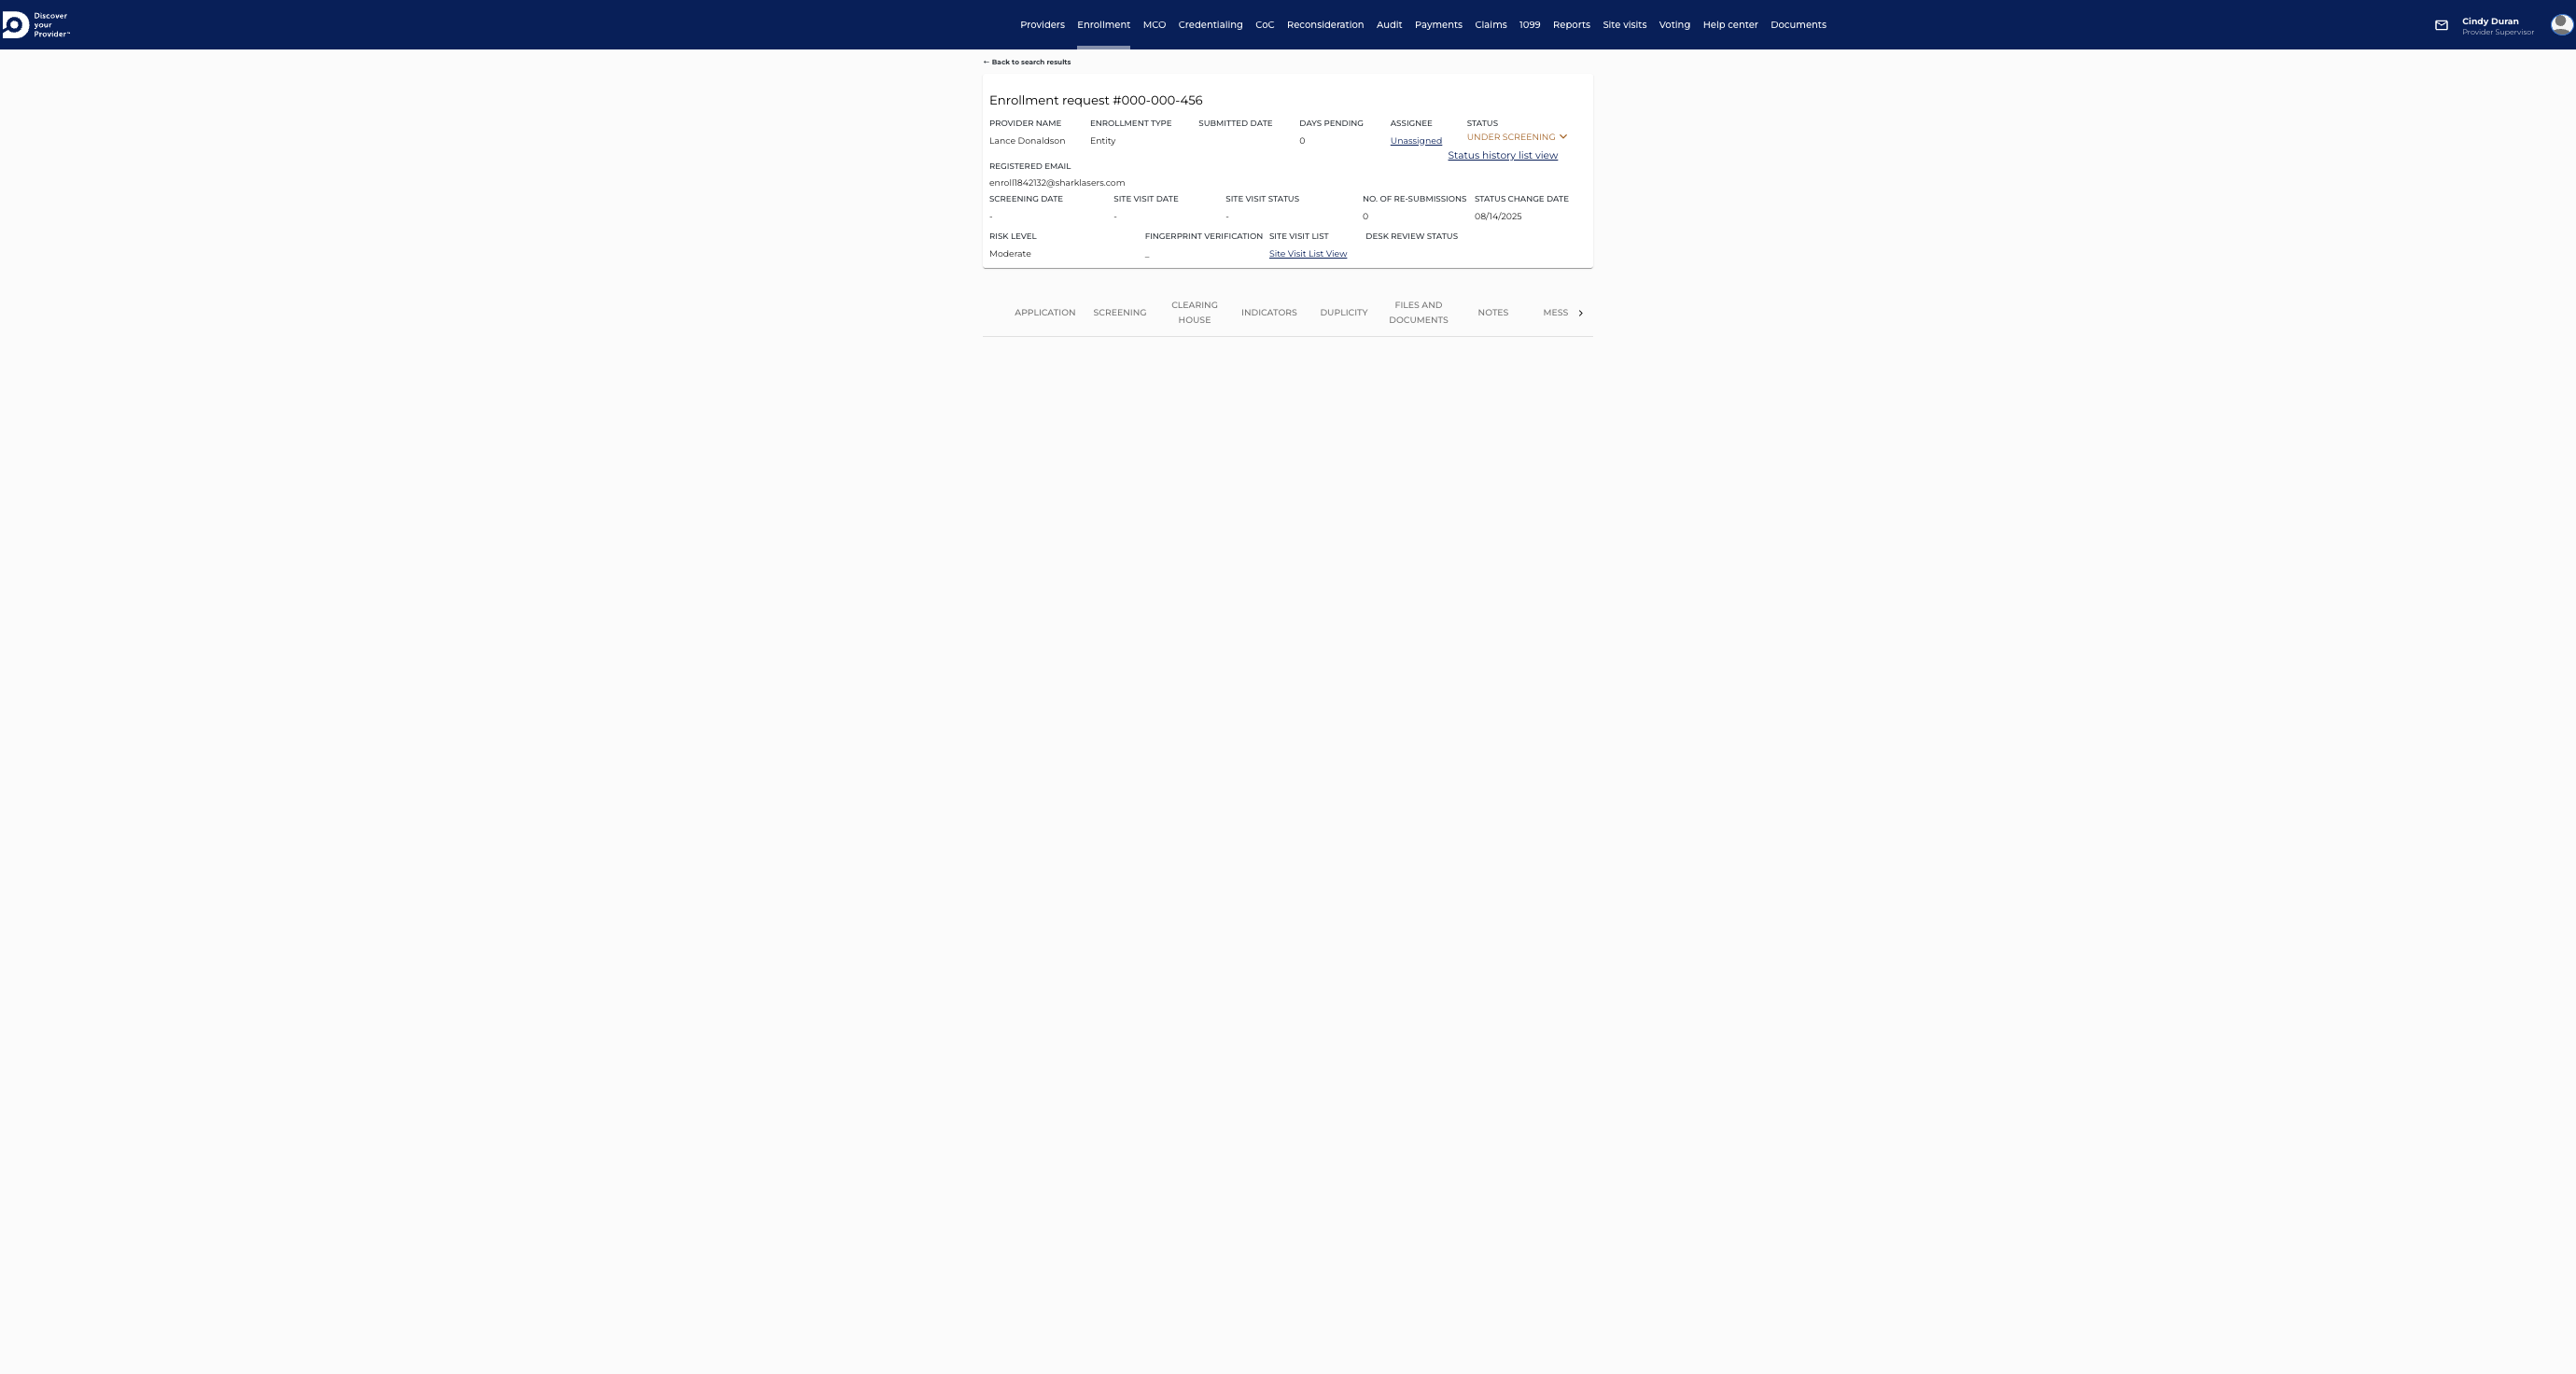 Discover
your
Provider™
Providers Enrollment MCO Credentialing CoC Reconsideration Audit Payments Claims 1099 Reports Site visits Voting Help center Documents
Cindy Duran
Provider Supervisor
← Back to search results
Enrollment request #000-000-456
PROVIDER NAME ENROLLMENT TYPE SUBMITTED DATE DAYS PENDING ASSIGNEE STATUS
Lance Donaldson Entity 0 Unassigned UNDER SCREENING
Status history list view
REGISTERED EMAIL
enroll1842132@sharklasers.com
SCREENING DATE SITE VISIT DATE SITE VISIT STATUS NO. OF RE-SUBMISSIONS STATUS CHANGE DATE
- - - 0 08/14/2025
RISK LEVEL FINGERPRINT VERIFICATION SITE VISIT LIST DESK REVIEW STATUS
Moderate _ Site Visit List View
APPLICATION SCREENING CLEARING HOUSE INDICATORS DUPLICITY FILES AND DOCUMENTS NOTES MESS